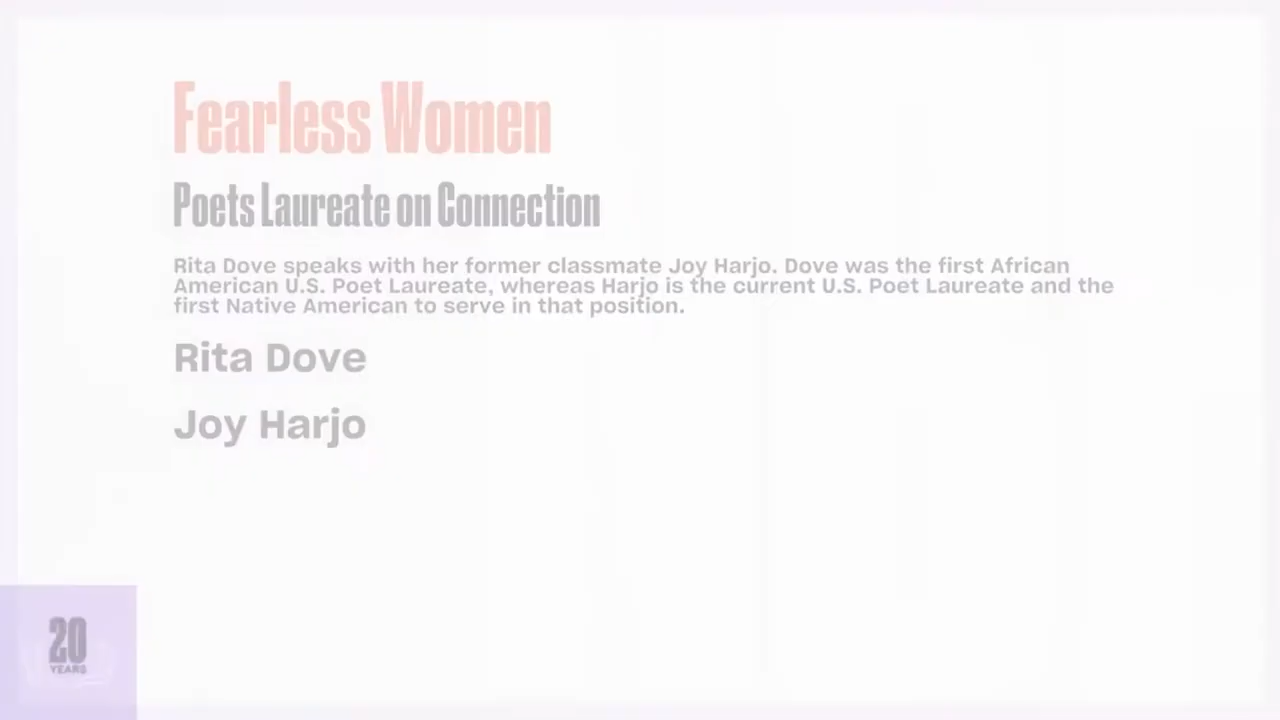 Fearless Women
Poets Laureate on Connection
Rita Dove speaks with her former classmate Joy Harjo. Dove was the first African
American U.S. Poet Laureate, whereas Harjo is the current U.S. Poet Laureate and the
first Native American to serve in that position.
Rita Dove
Joy Harjo
20
YEARS